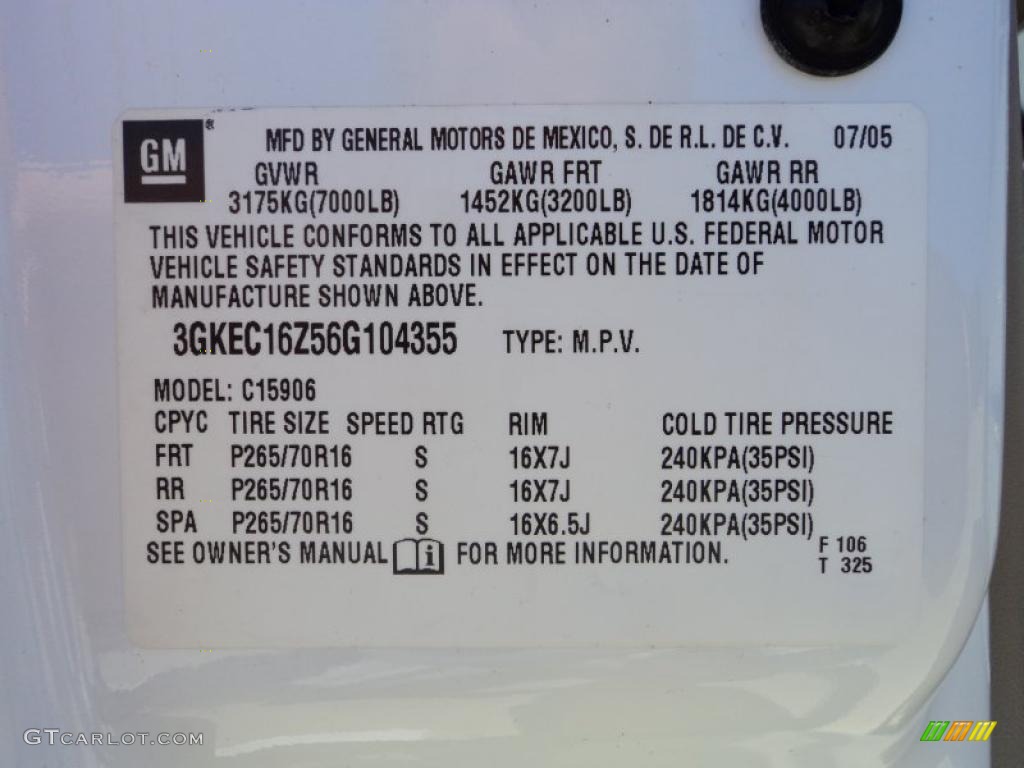 GM
MFD BY GENERAL MOTORS DE MEXICO, S. DE R.L. DE C.V. 07/05
GVWR GAWR FRT GAWR RR
3175KG(7000LB) 1452KG(3200LB) 1814KG(4000LB)
THIS VEHICLE CONFORMS TO ALL APPLICABLE U.S. FEDERAL MOTOR
VEHICLE SAFETY STANDARDS IN EFFECT ON THE DATE OF
MANUFACTURE SHOWN ABOVE.
3GKEC16Z56G104355 TYPE: M.P.V.
MODEL: C15906
CPYC TIRE SIZE SPEED RTG RIM COLD TIRE PRESSURE
FRT P265/70R16 S 16X7J 240KPA(35PSI)
RR P265/70R16 S 16X7J 240KPA(35PSI)
SPA P265/70R16 S 16X6.5J 240KPA(35PSI)
SEE OWNER'S MANUAL i FOR MORE INFORMATION. F 106
T 325
GTCARLOT.COM